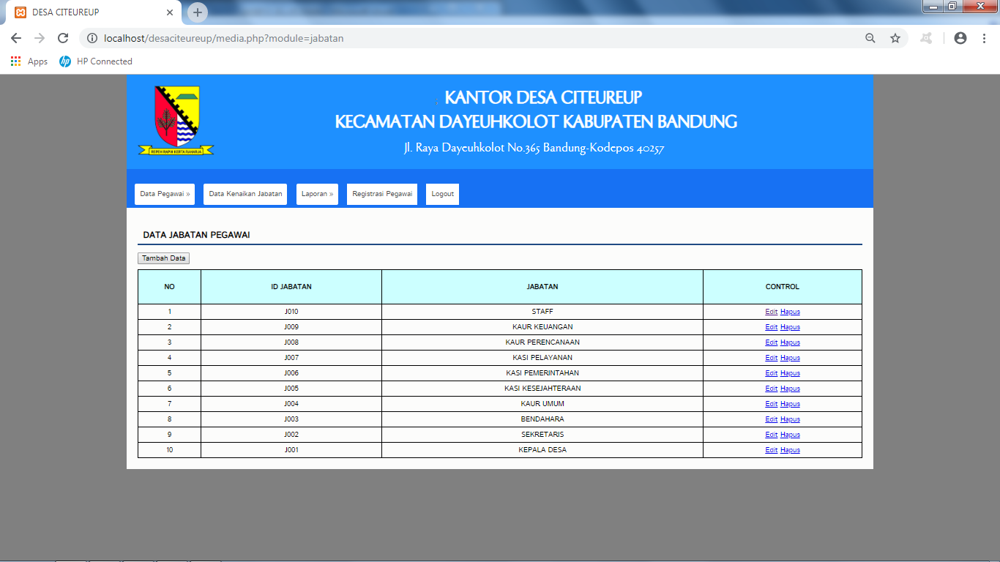 DESA CITEUREUP
localhost/desaciteureup/media.php?module=jabatan
Apps HP Connected
KANTOR DESA CITEUREUP
KECAMATAN DAYEUHKOLOT KABUPATEN BANDUNG
Jl. Raya Dayeuhkolot No.365 Bandung-Kodepos 40257
REPEH RAPIH KERTA RAHARJA
Data Pegawai » Data Kenaikan Jabatan Laporan » Registrasi Pegawai Logout
DATA JABATAN PEGAWAI
Tambah Data
NO ID JABATAN JABATAN CONTROL
1 J010 STAFF Edit Hapus
2 J009 KAUR KEUANGAN Edit Hapus
3 J008 KAUR PERENCANAAN Edit Hapus
4 J007 KASI PELAYANAN Edit Hapus
5 J006 KASI PEMERINTAHAN Edit Hapus
6 J005 KASI KESEJAHTERAAN Edit Hapus
7 J004 KAUR UMUM Edit Hapus
8 J003 BENDAHARA Edit Hapus
9 J002 SEKRETARIS Edit Hapus
10 J001 KEPALA DESA Edit Hapus